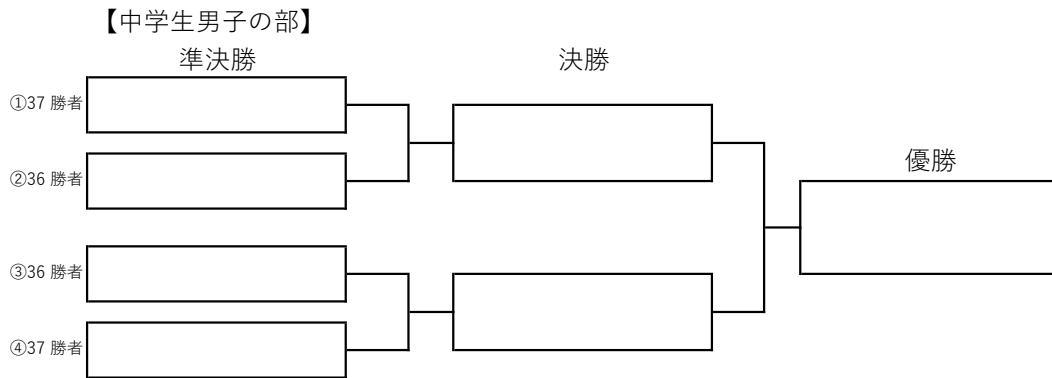 【中学生男子の部】
準決勝
決勝
①37 勝者
②36 勝者
優勝
③36 勝者
④37 勝者